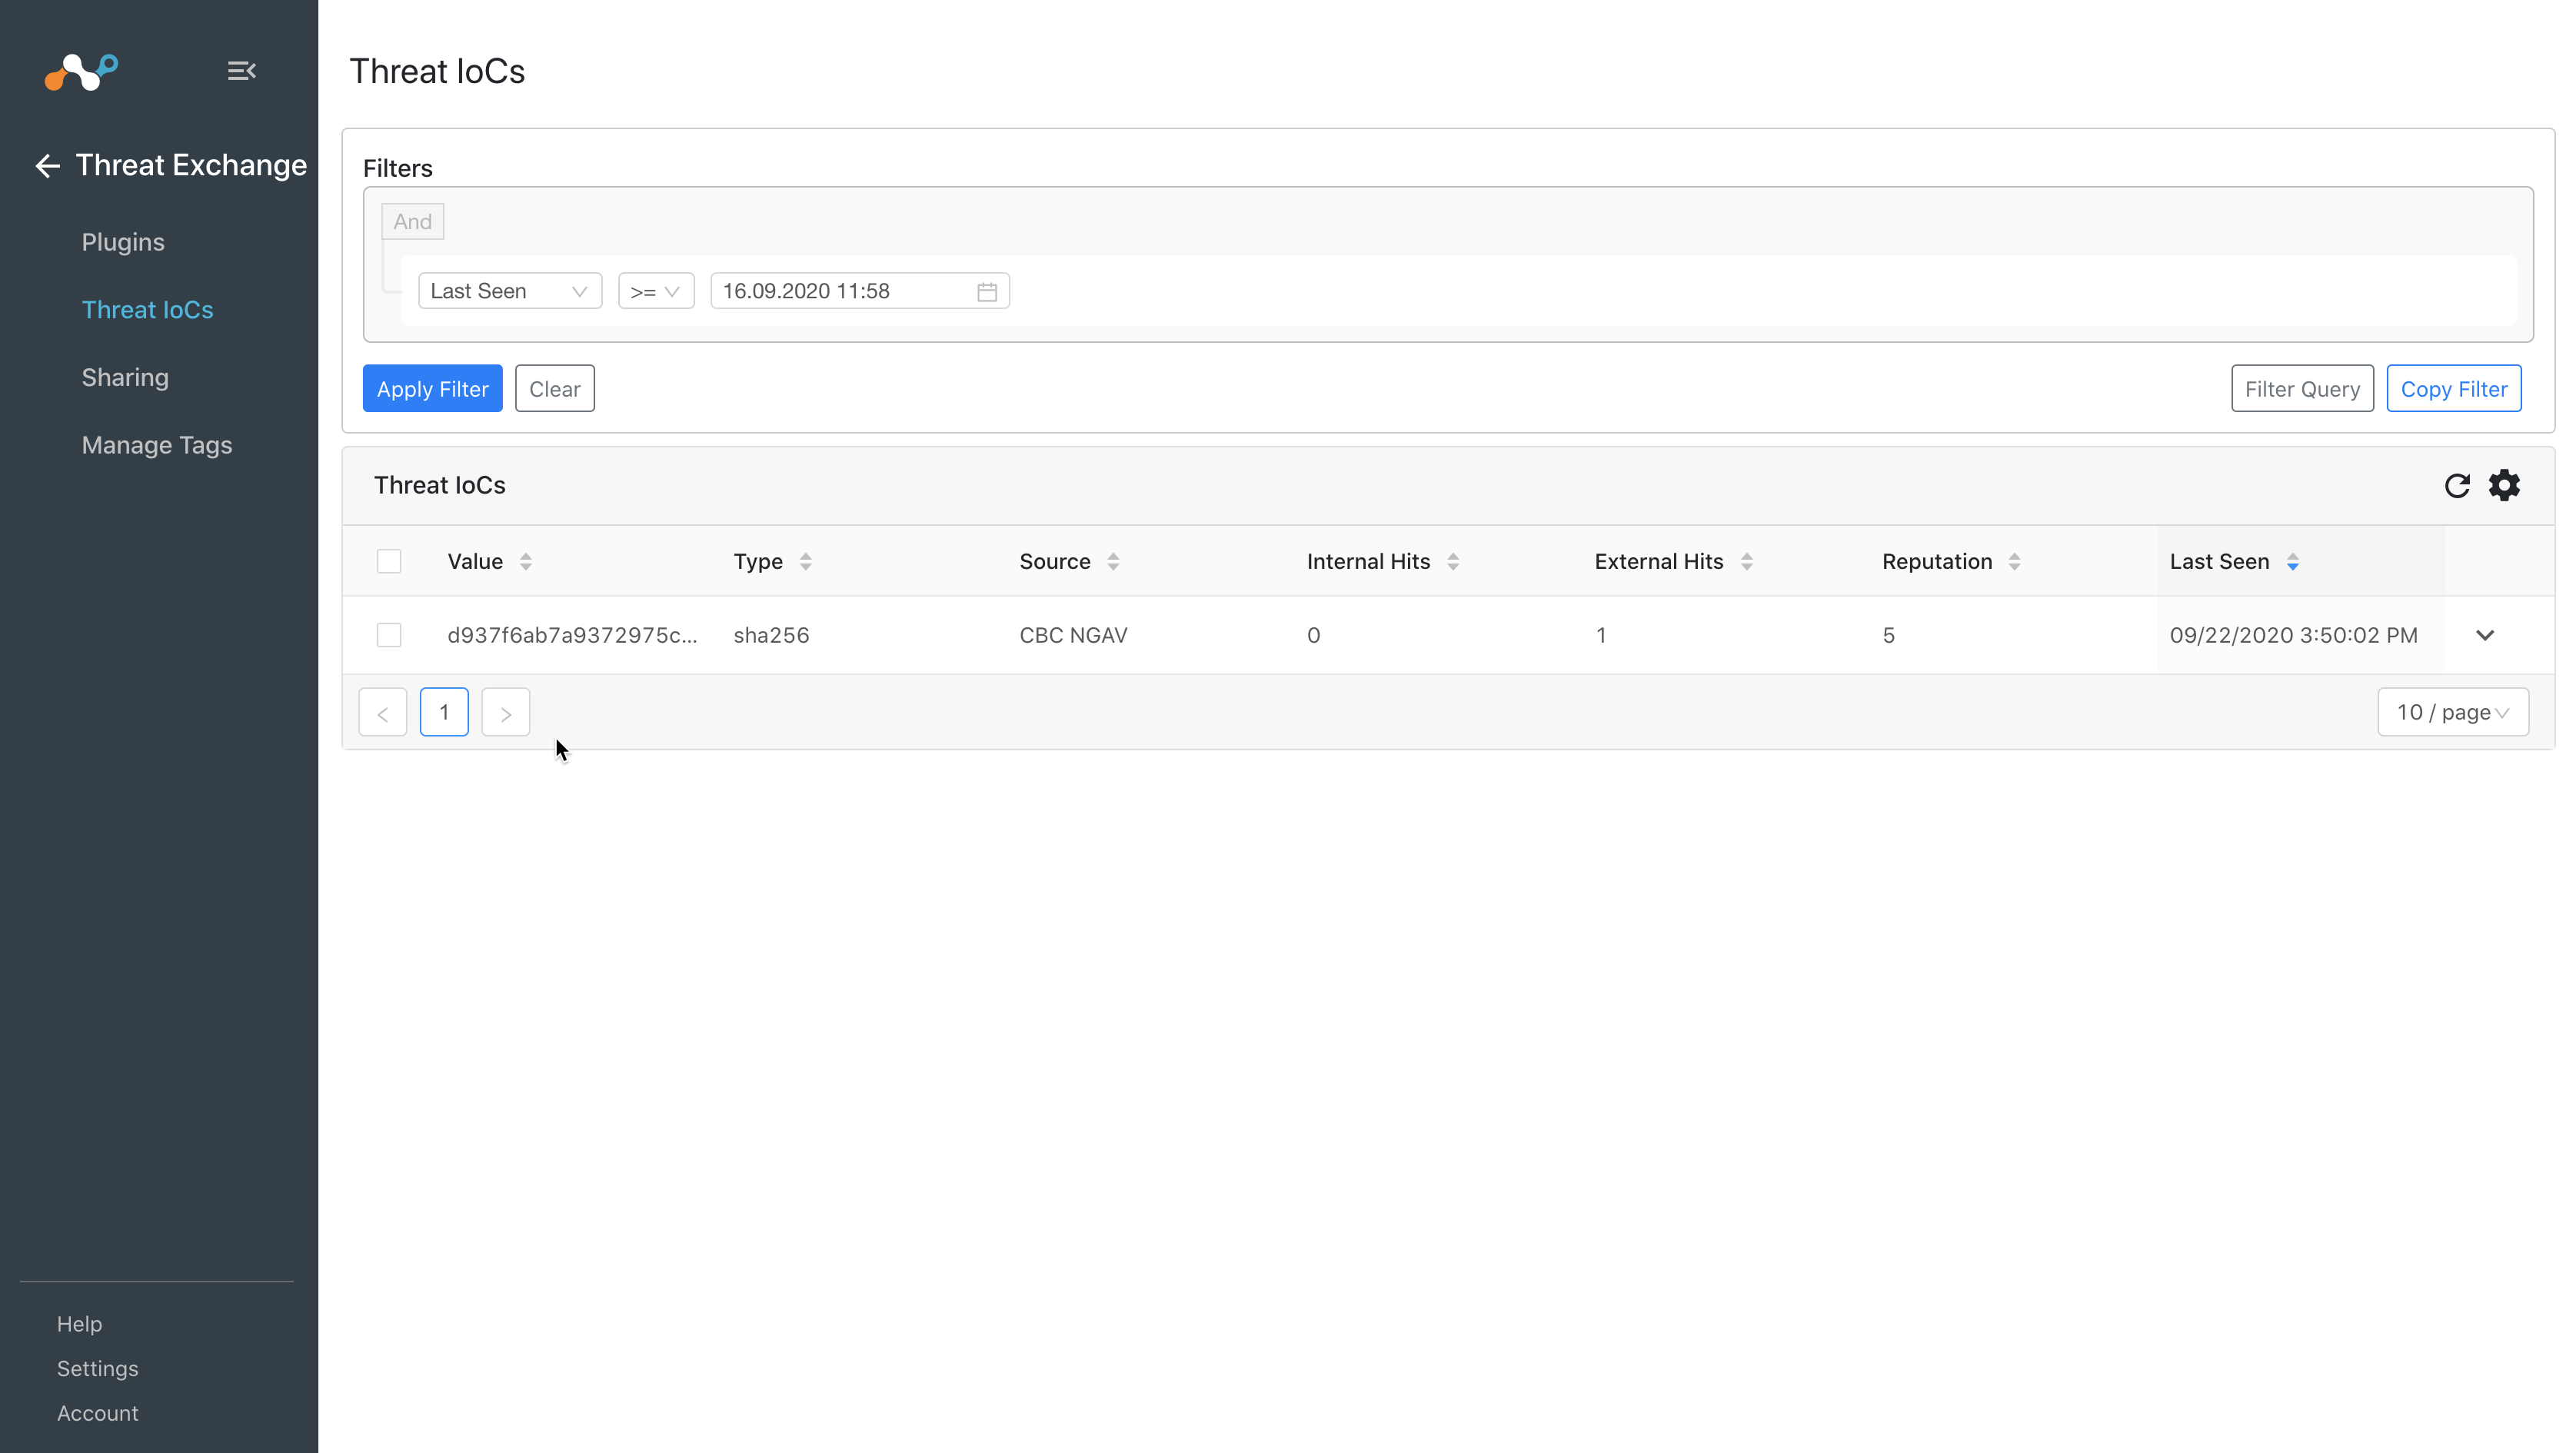 Threat Exchange
Plugins
Threat IoCs
Sharing
Manage Tags
Help
Settings
Account
Threat IoCs
Filters
And
Last Seen >= 16.09.2020 11:58
Apply Filter Clear Filter Query Copy Filter
Threat IoCs
Value Type Source Internal Hits External Hits Reputation Last Seen
d937f6ab7a9372975c... sha256 CBC NGAV 0 1 5 09/22/2020 3:50:02 PM
< 1 > 10 / page